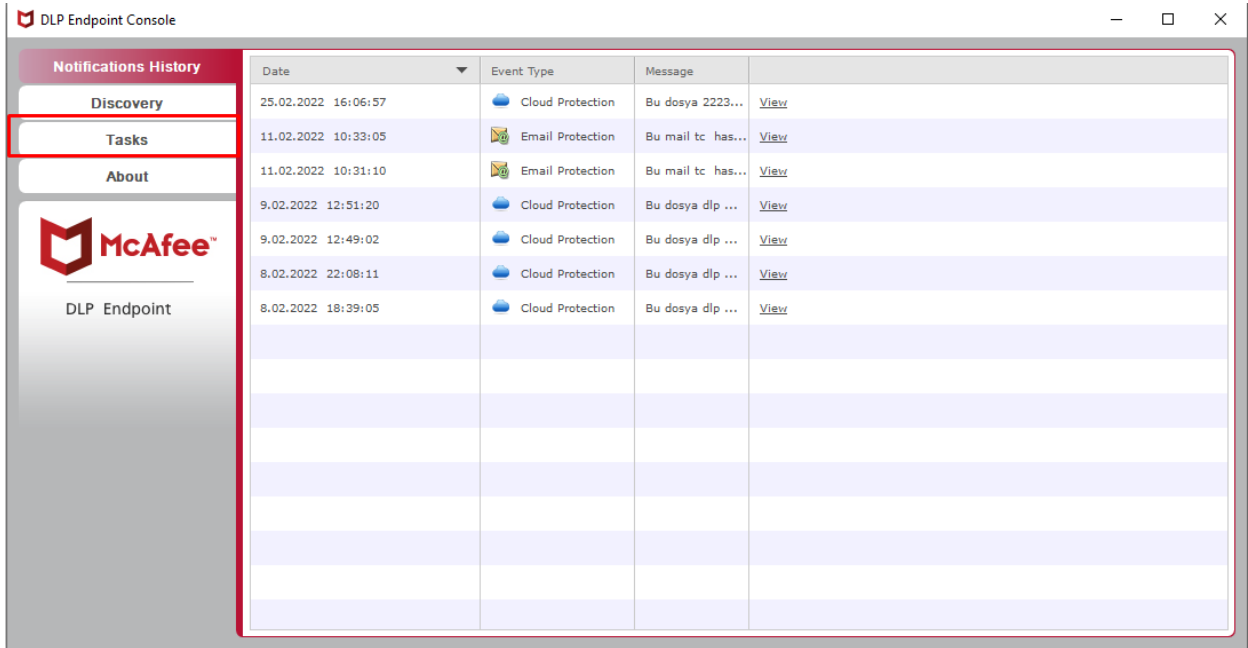 DLP Endpoint Console
Notifications History
Discovery
Tasks
About
McAfee™
DLP Endpoint
Date Event Type Message
25.02.2022 16:06:57 Cloud Protection Bu dosya 2223... View
11.02.2022 10:33:05 Email Protection Bu mail tc has... View
11.02.2022 10:31:10 Email Protection Bu mail tc has... View
9.02.2022 12:51:20 Cloud Protection Bu dosya dlp ... View
9.02.2022 12:49:02 Cloud Protection Bu dosya dlp ... View
8.02.2022 22:08:11 Cloud Protection Bu dosya dlp ... View
8.02.2022 18:39:05 Cloud Protection Bu dosya dlp ... View